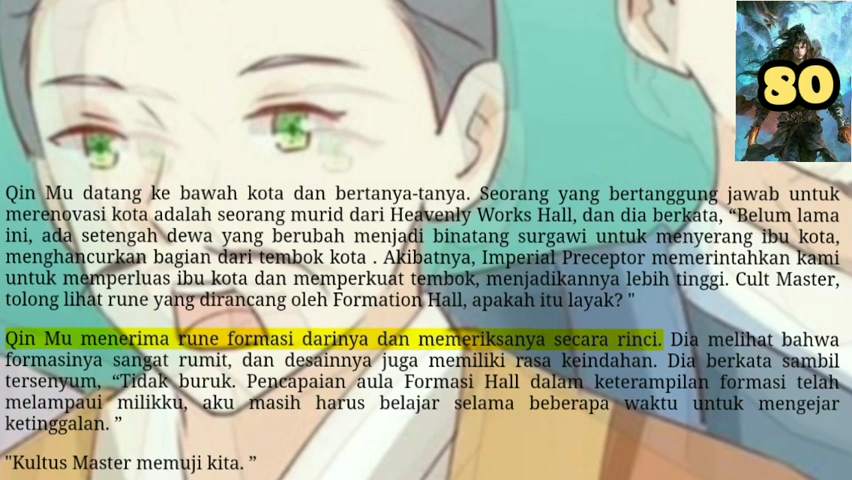 80
Qin Mu datang ke bawah kota dan bertanya-tanya. Seorang yang bertanggung jawab untuk
merenovasi kota adalah seorang murid dari Heavenly Works Hall, dan dia berkata, “Belum lama
ini, ada setengah dewa yang berubah menjadi binatang surgawi untuk menyerang ibu kota,
menghancurkan bagian dari tembok kota . Akibatnya, Imperial Preceptor memerintahkan kami
untuk memperluas ibu kota dan memperkuat tembok, menjadikannya lebih tinggi. Cult Master,
tolong lihat rune yang dirancang oleh Formation Hall, apakah itu layak? "
Qin Mu menerima rune formasi darinya dan memeriksanya secara rinci. Dia melihat bahwa
formasinya sangat rumit, dan desainnya juga memiliki rasa keindahan. Dia berkata sambil
tersenyum, “Tidak buruk. Pencapaian aula Formasi Hall dalam keterampilan formasi telah
melampaui milikku, aku masih harus belajar selama beberapa waktu untuk mengejar
ketinggalan. ”
"Kultus Master memuji kita. ”